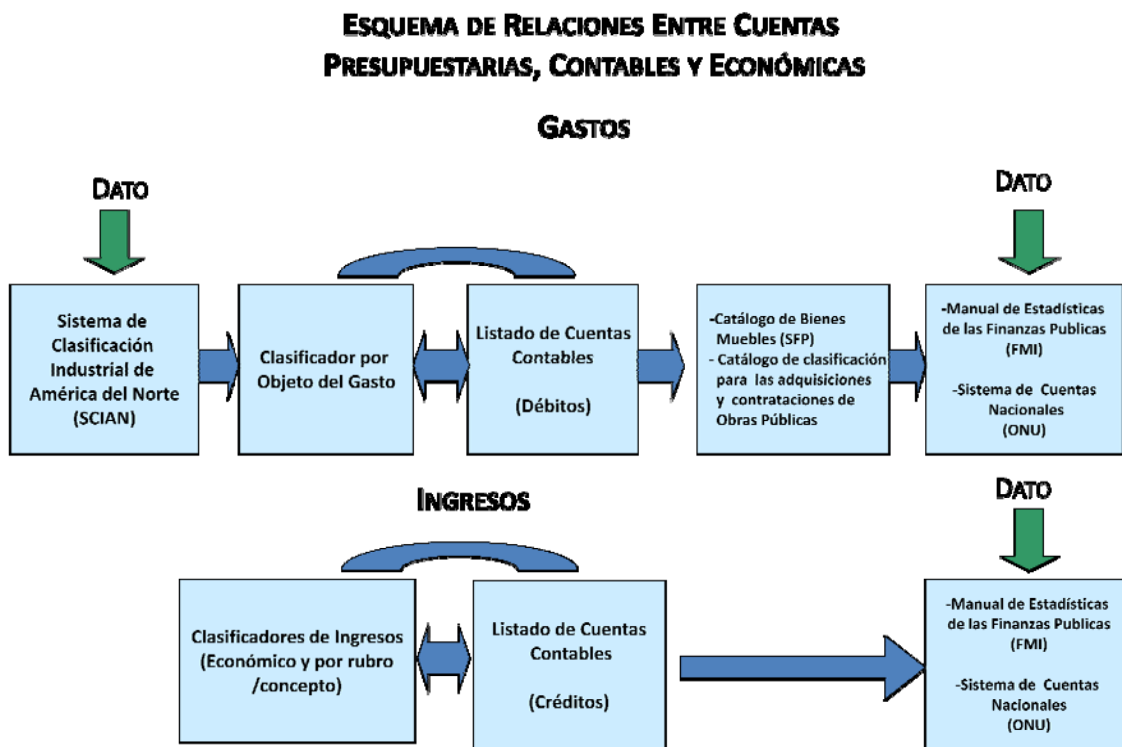 ESQUEMA DE RELACIONES ENTRE CUENTAS
PRESUPUESTARIAS, CONTABLES Y ECONÓMICAS
GASTOS
DATO
DATO
Sistema de
Clasificación
Industrial de
América del Norte
(SCIAN)
Clasificador por
Objeto del Gasto
Listado de Cuentas
Contables
(Débitos)
-Catálogo de Bienes
Muebles (SFP)
- Catálogo de clasificación
para las adquisiciones
y contrataciones de
Obras Públicas
-Manual de Estadísticas
de las Finanzas Publicas
(FMI)
-Sistema de Cuentas
Nacionales
(ONU)
INGRESOS
DATO
Clasificadores de Ingresos
(Económico y por rubro
/concepto)
Listado de Cuentas
Contables
(Créditos)
-Manual de Estadísticas
de las Finanzas Publicas
(FMI)
-Sistema de Cuentas
Nacionales
(ONU)